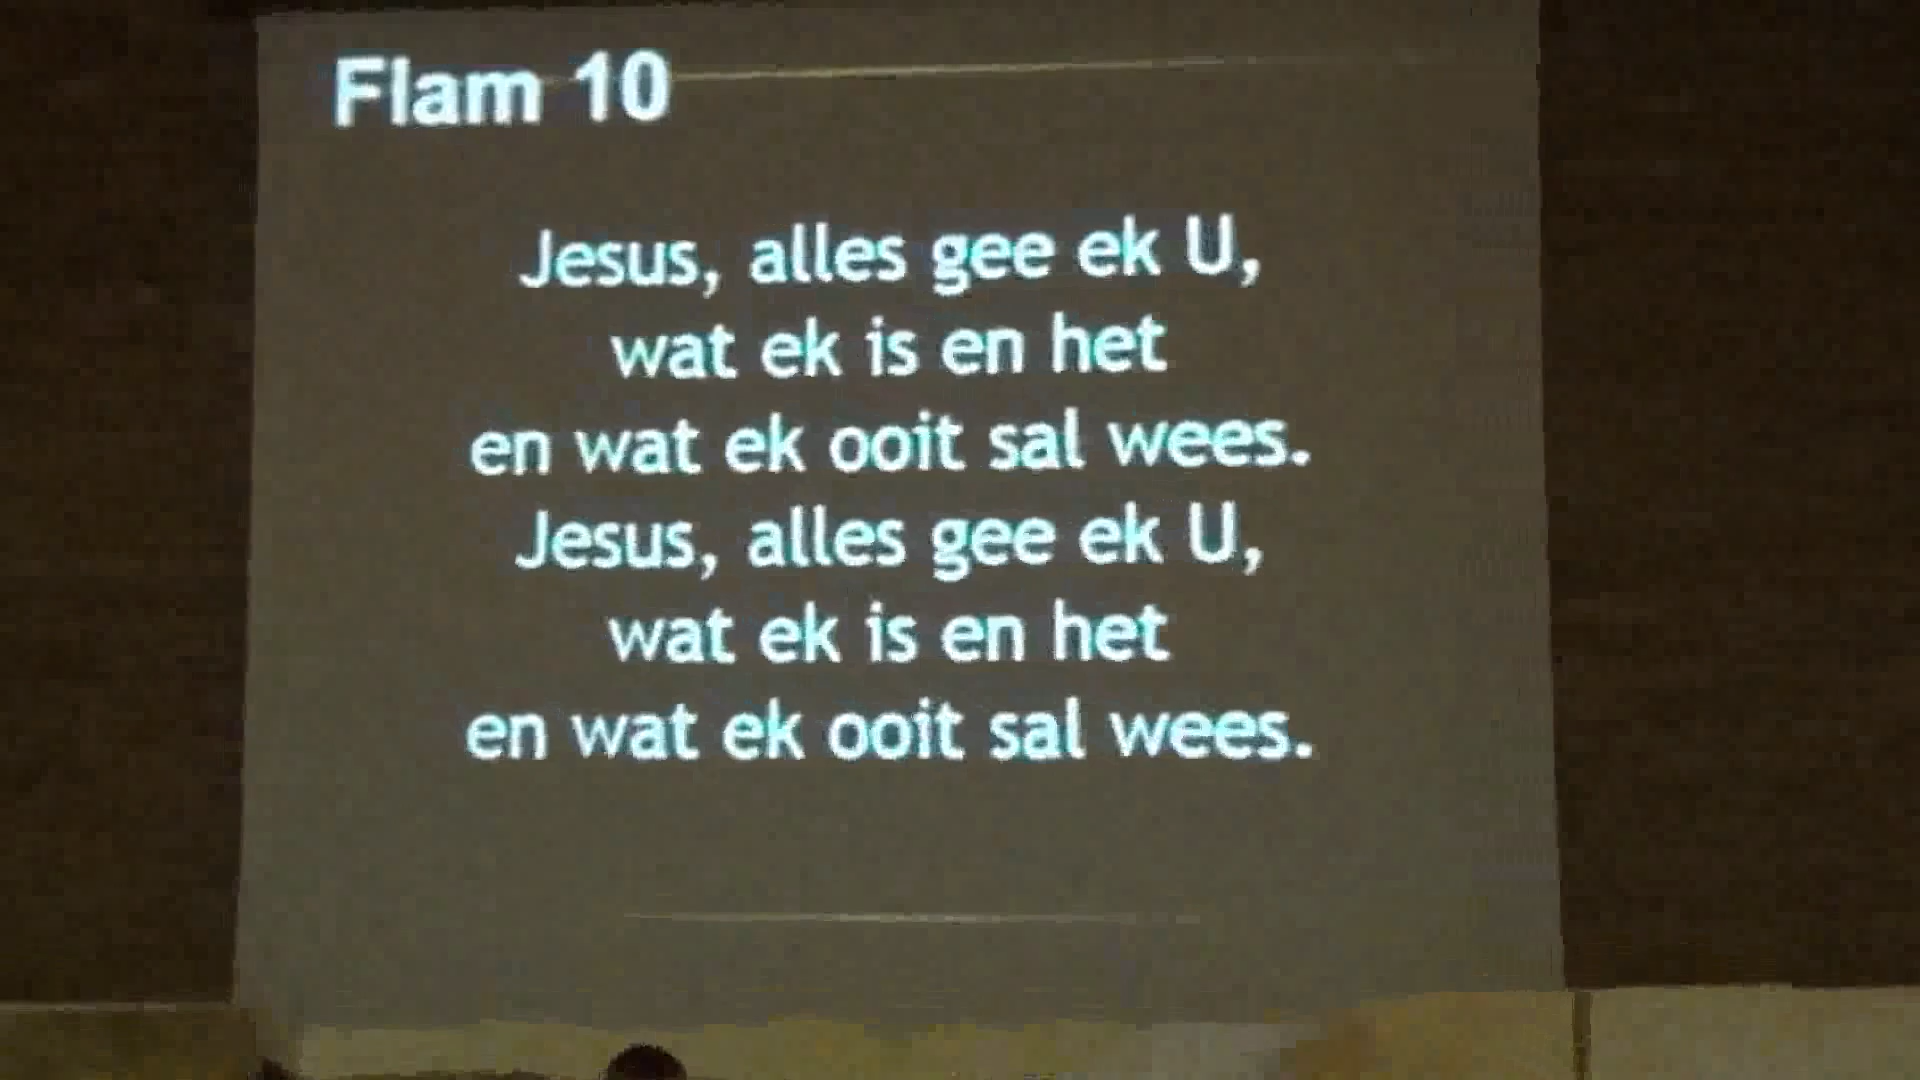 Flam 10
Jesus, alles gee ek U,
wat ek is en het
en wat ek ooit sal wees.
Jesus, alles gee ek U,
wat ek is en het
en wat ek ooit sal wees.